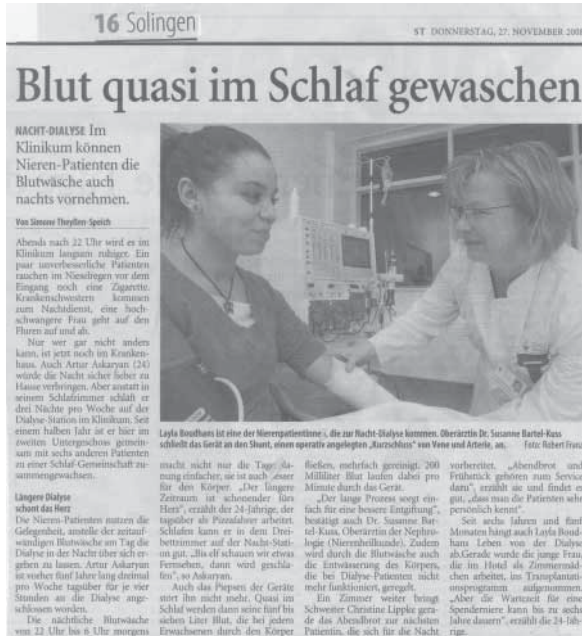 16 Solingen
ST DONNERSTAG, 27. NOVEMBER 2008
Blut quasi im Schlaf gewaschen
NACHT-DIALYSE Im
Klinikum können
Nieren-Patienten die
Blutwäsche auch
nachts vornehmen.
Von Simone Theyßen-Speich
Abends nach 22 Uhr wird es im
Klinikum langsam ruhiger. Ein
paar unverbesserliche Patienten
rauchen im Nieselregen vor dem
Eingang noch eine Zigarette.
Krankenschwestern kommen
zum Nachtdienst, eine hoch-
schwangere Frau geht auf den
Fluren auf und ab.
Nur wer gar nicht anders
kann, ist jetzt noch im Kranken-
haus. Auch Artur Askaryan (24)
würde die Nacht sicher lieber zu
Hause verbringen. Aber anstatt in
seinem Schlafzimmer schläft er
drei Nächte pro Woche auf der
Dialyse-Station im Klinikum. Seit
einem halben Jahr ist er hier im
zweiten Untergeschoss gemein-
sam mit sechs anderen Patienten
zu einer Schlaf-Gemeinschaft zu-
sammengewachsen.
Längere Dialyse
schont das Herz
Die Nieren-Patienten nutzen die
Gelegenheit, anstelle der zeitauf-
wändigen Blutwäsche am Tag die
Dialyse in der Nacht über sich er-
gehen zu lassen. Artur Askaryan
ist vorher fünf Jahre lang dreimal
pro Woche tagsüber für je vier
Stunden an die Dialyse ange-
schlossen worden.
Die nächtliche Blutwäsche
von 22 Uhr bis 6 Uhr morgens
Layla Boudhans ist eine der Nierenpatientinnen, die zur Nacht-Dialyse kommen. Oberärztin Dr. Susanne Bartel-Kuss
schließt das Gerät an den Shunt, einen operativ angelegten „Kurzschluss" von Vene und Arterie, an. Foto: Robert Franz
macht nicht nur die Tagesplanung
einfacher, sie ist auch besser
für den Körper. „Der längere
Zeitraum ist schonender fürs
Herz", erzählt der 24-Jährige, der
tagsüber als Pizzafahrer arbeitet.
Schlafen kann er in dem Drei-
bettzimmer auf der Nacht-Stati-
on gut. „Bis elf schauen wir etwas
Fernsehen, dann wird geschla-
fen", so Askaryan.
Auch das Piepsen der Geräte
stört ihn nicht mehr. Quasi im
Schlaf werden dann seine fünf bis
sieben Liter Blut, die bei jedem
Erwachsenen durch den Körper
fließen, mehrfach gereinigt. 200
Milliliter Blut laufen dabei pro
Minute durch das Gerät.
„Der lange Prozess sorgt ein-
fach für eine bessere Entgiftung",
bestätigt auch Dr. Susanne Bar-
tel-Kuss, Oberärztin der Nephro-
logie (Nierenheilkunde). Zudem
wird durch die Blutwäsche auch
die Entwässerung des Körpers,
die bei Dialyse-Patienten nicht
mehr funktioniert, geregelt.
Ein Zimmer weiter bringt
Schwester Christine Lippke gera-
de das Abendbrot zur nächsten
Patientin, die sich für die Nacht
vorbereitet. „Abendbrot und
Frühstück gehören zum Service
dazu", erzählt sie und findet es
gut, „dass man die Patienten sehr
persönlich kennt".
Seit sechs Jahren und fünf
Monaten hängt auch Layla Boud-
hans Leben von der Dialyse
ab. Gerade wurde die junge Frau,
die im Hotel als Zimmermäd-
chen arbeitet, ins Transplantati-
onsprogramm aufgenommen.
„Aber die Wartezeit für eine
Spenderniere kann bis zu sechs
Jahre dauern", erzählt die 24-Jäh-
rige.